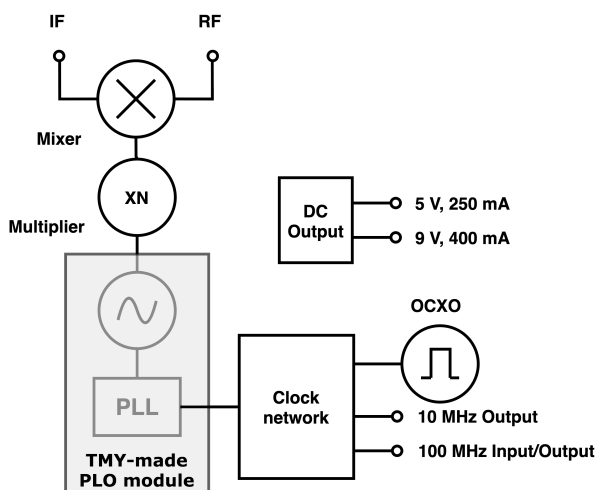 IF
RF
Mixer
XN
Multiplier
DC
Output
5 V, 250 mA
9 V, 400 mA
OCXO
PLL
Clock
network
10 MHz Output
100 MHz Input/Output
TMY-made
PLO module